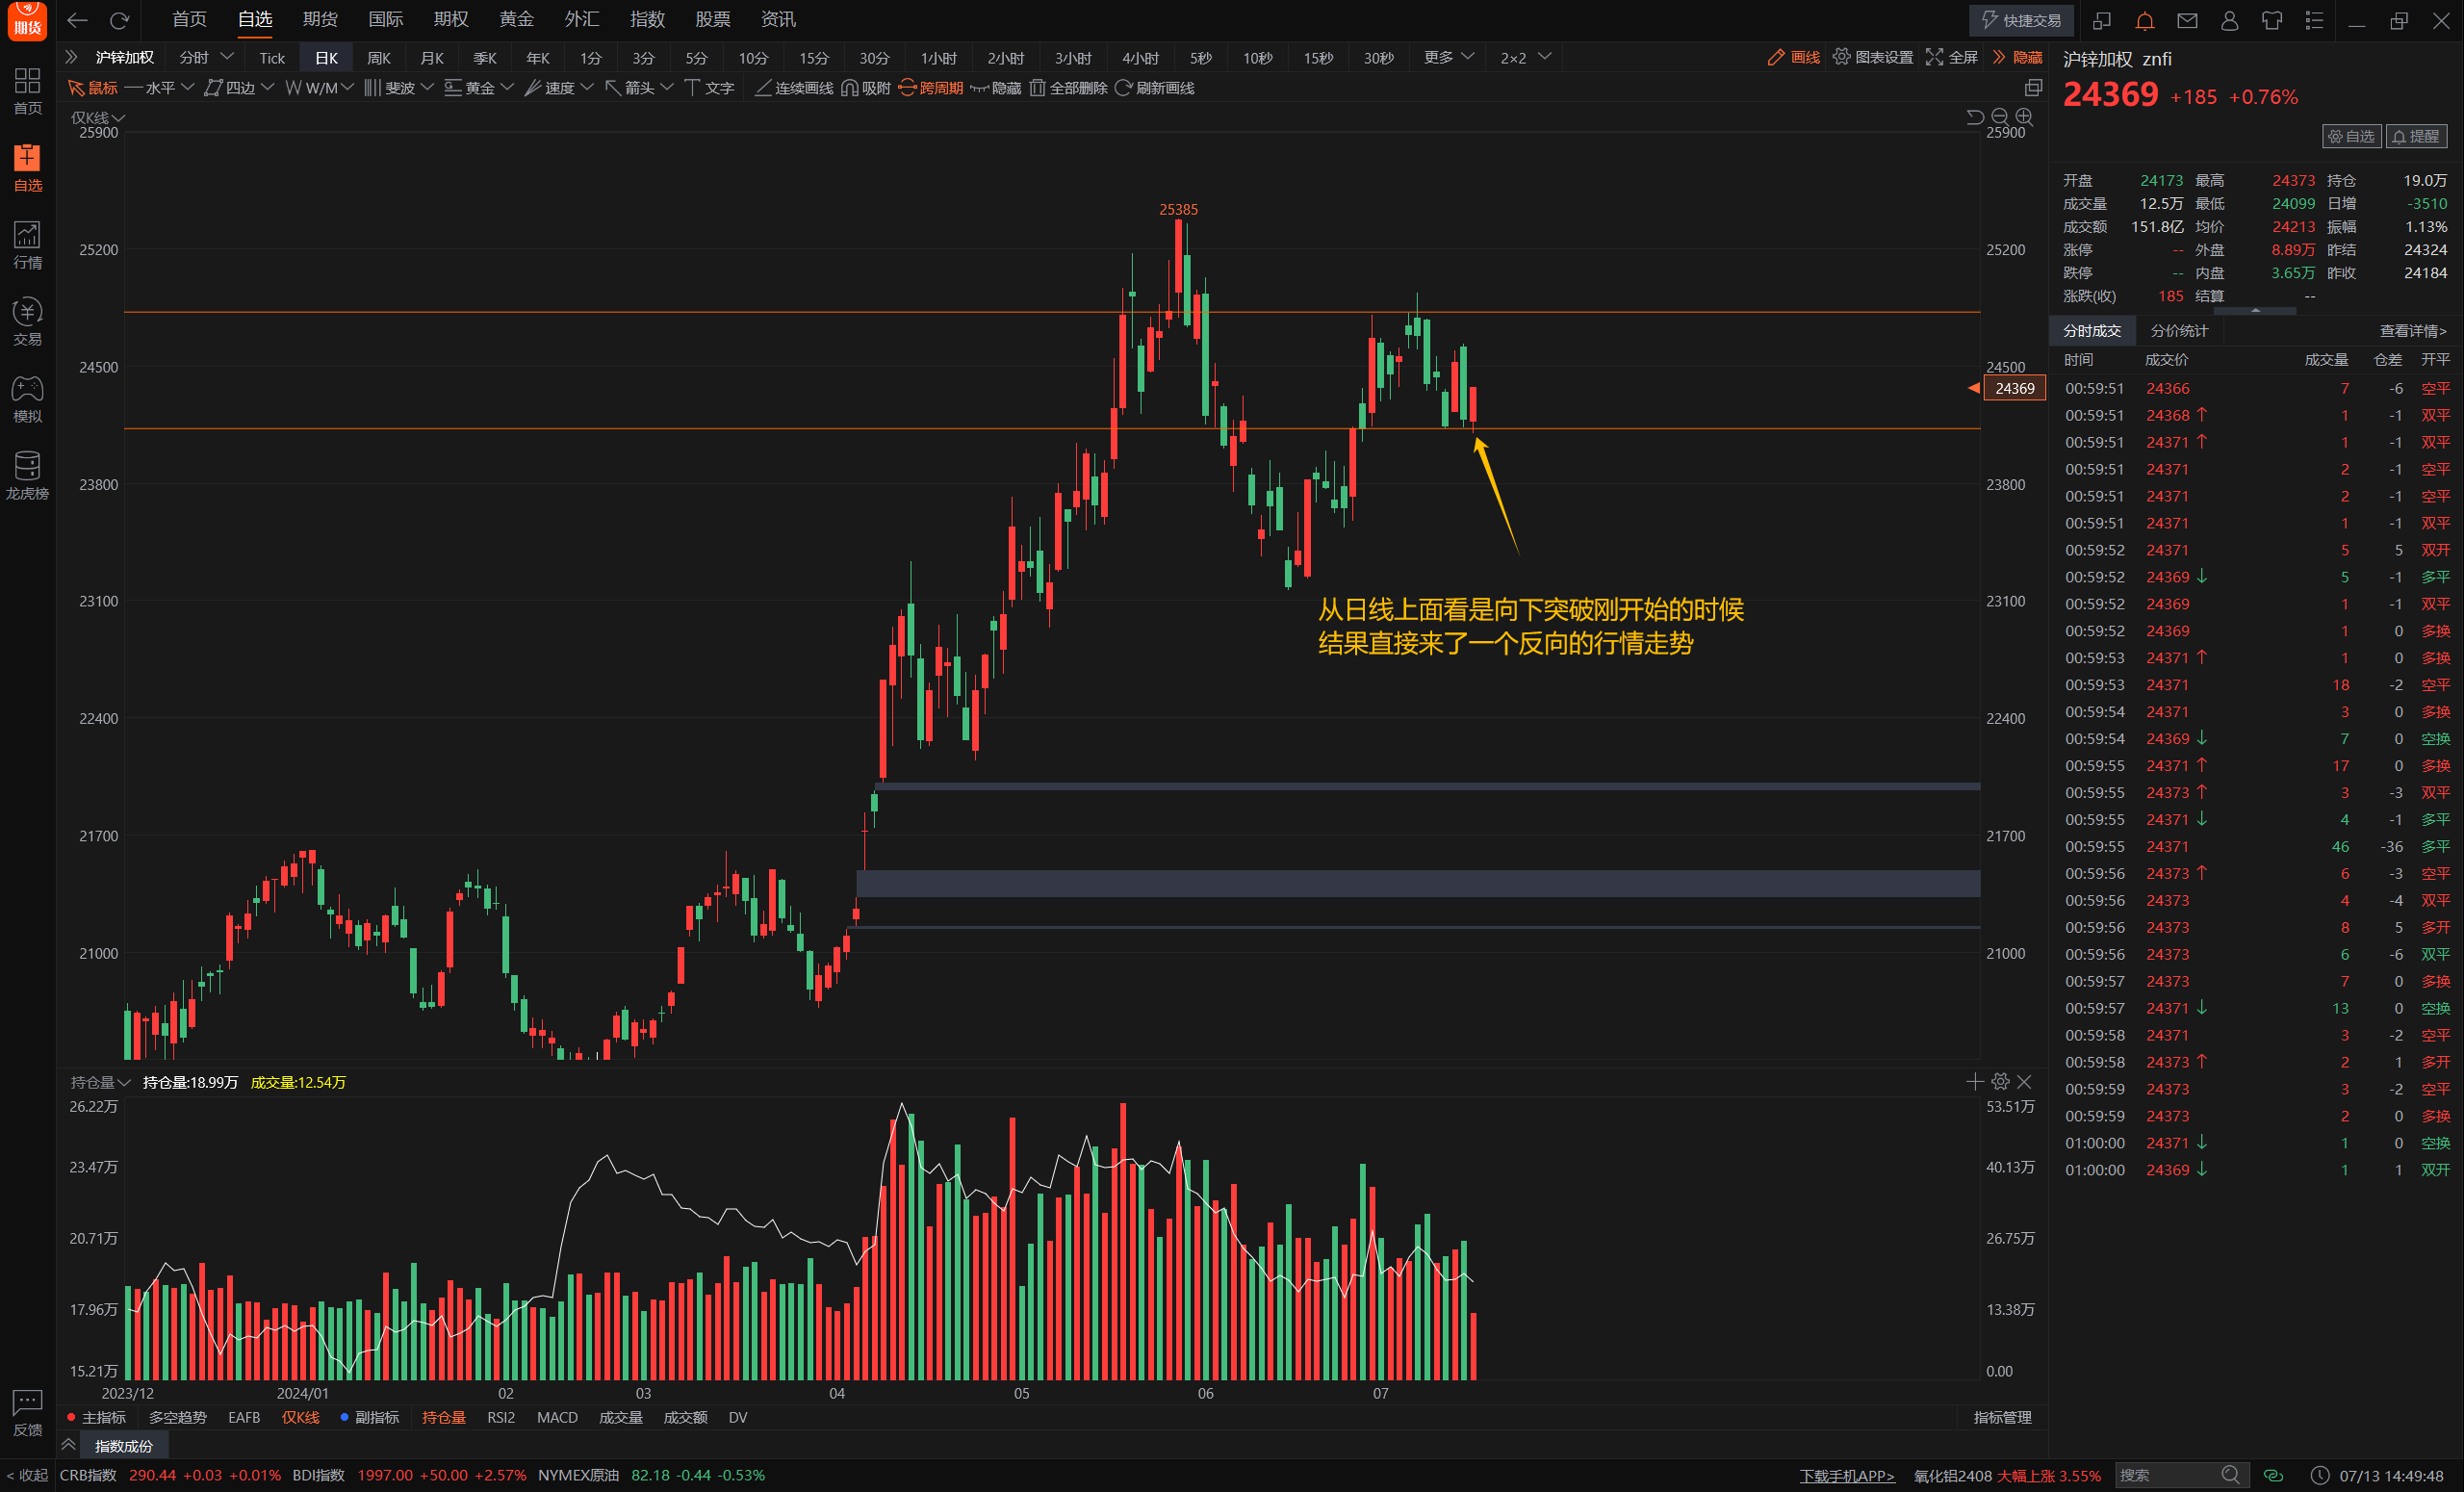 期货
首页 自选 期货 国际 期权 黄金 外汇 指数 股票 资讯
快捷交易
沪锌加权 分时 Tick 日K 周K 月K 季K 年K 1分 3分 5分 10分 15分 30分 1小时 2小时 3小时 4小时 5秒 10秒 15秒 30秒 更多 2×2
画线 图表设置 全屏 隐藏
鼠标 水平 四边 W/M 斐波 黄金 速度 箭头 文字 连续画线 吸附 跨周期 隐藏 全部删除 刷新画线
首页
自选
行情
交易
模拟
龙虎榜
反馈
仅K线
25900 25900
25385
25200 25200
24500 24500
24369
23800 23800
23100 23100
从日线上面看是向下突破刚开始的时候
结果直接来了一个反向的行情走势
22400 22400
21700 21700
21000 21000
持仓量 持仓量:18.99万 成交量:12.54万
26.22万 53.51万
23.47万 40.13万
20.71万 26.75万
17.96万 13.38万
15.21万 0.00
2023/12 2024/01 02 03 04 05 06 07
主指标 多空趋势 EAFB 仅K线 副指标 持仓量 RSI2 MACD 成交量 成交额 DV 指标管理
指数成份
沪锌加权 znfi
24369 +185 +0.76%
自选 提醒
开盘 24173 最高 24373 持仓 19.0万
成交量 12.5万 最低 24099 日增 -3510
成交额 151.8亿 均价 24213 振幅 1.13%
涨停 -- 外盘 8.89万 昨结 24324
跌停 -- 内盘 3.65万 昨收 24184
涨跌(收) 185 结算 --
分时成交 分价统计 查看详情>
时间 成交价 成交量 仓差 开平
00:59:51 24366 7 -6 空平
00:59:51 24368↑ 1 -1 双平
00:59:51 24371↑ 1 -1 双平
00:59:51 24371 2 -1 空平
00:59:51 24371 2 -1 空平
00:59:51 24371 1 -1 双平
00:59:52 24371 5 5 双开
00:59:52 24369↓ 5 -1 多平
00:59:52 24369 1 -1 双平
00:59:52 24369 1 0 多换
00:59:53 24371↑ 1 0 多换
00:59:53 24371 18 -2 空平
00:59:54 24371 3 0 多换
00:59:54 24369↓ 7 0 空换
00:59:55 24371↑ 17 0 多换
00:59:55 24373↑ 3 -3 双平
00:59:55 24371↓ 4 -1 多平
00:59:55 24371 46 -36 多平
00:59:56 24373↑ 6 -3 空平
00:59:56 24373 4 -4 双平
00:59:56 24373 8 5 多开
00:59:56 24373 6 -6 双平
00:59:57 24373 7 0 多换
00:59:57 24371↓ 13 0 空换
00:59:58 24371 3 -2 空平
00:59:58 24373↑ 2 1 多开
00:59:59 24373 3 -2 空平
00:59:59 24373 2 0 多换
01:00:00 24371↓ 1 0 空换
01:00:00 24369↓ 1 1 双开
< 收起 CRB指数 290.44 +0.03 +0.01% BDI指数 1997.00 +50.00 +2.57% NYMEX原油 82.18 -0.44 -0.53%
下载手机APP> 氧化铝2408 大幅上涨 3.55% 搜索 07/13 14:49:48